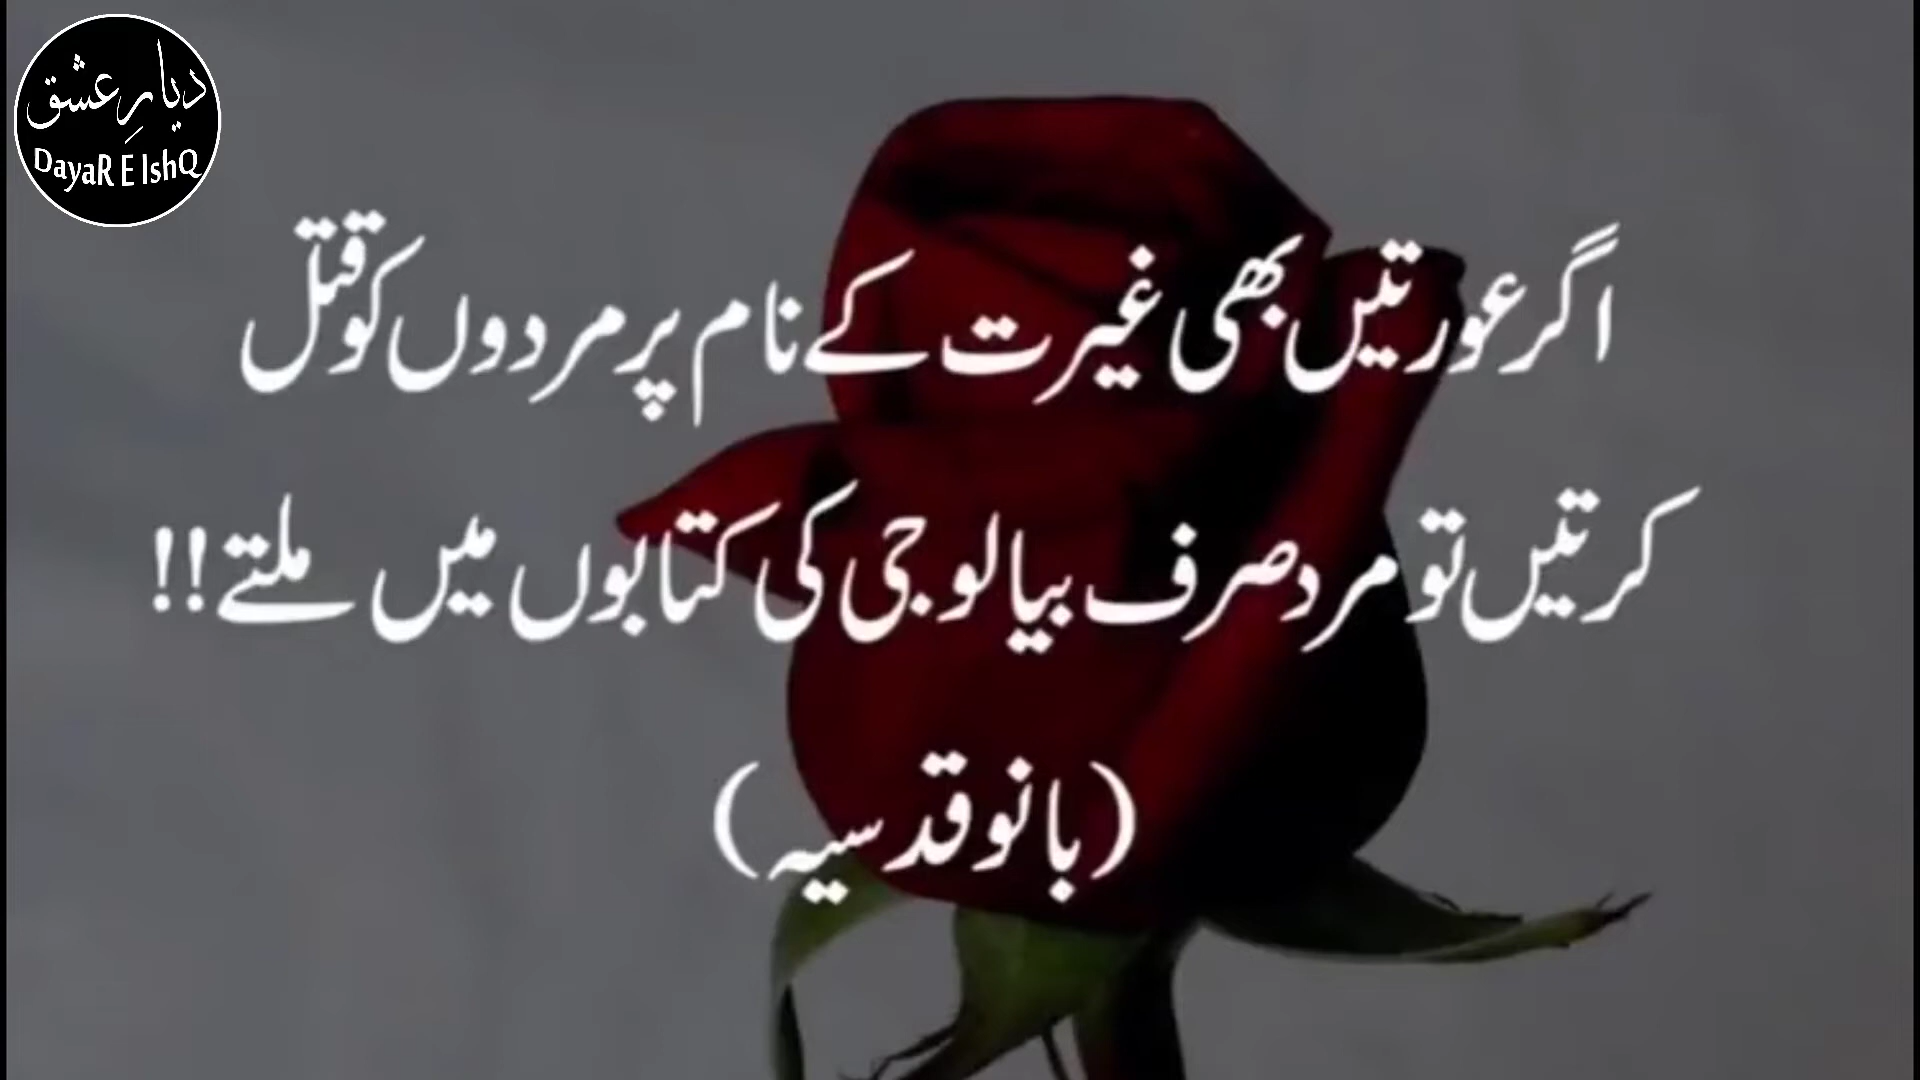 دیارِ عشق
DayaR E IshQ
اگر عورتیں بھی غیرت کے نام پر مردوں کو قتل
کرتیں تو مرد صرف بیالوجی کی کتابوں میں ملتے!!
(بانو قدسیہ)